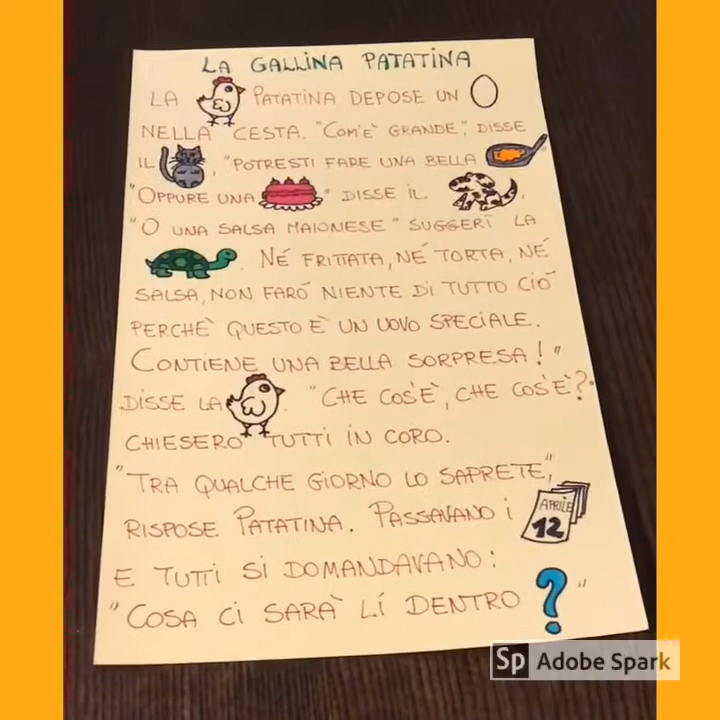 LA GALLINA PATATINA
LA PATATINA DEPOSE UN
NELLA CESTA. "COM'È GRANDE", DISSE
IL , "POTRESTI FARE UNA BELLA "
"OPPURE UNA " DISSE IL .
"O UNA SALSA MAIONESE" SUGGERÌ LA
. NÉ FRITTATA, NÉ TORTA, NÉ
SALSA, NON FARÒ NIENTE DI TUTTO CIÒ
PERCHÈ QUESTO È UN UOVO SPECIALE.
CONTIENE UNA BELLA SORPRESA!"
DISSE LA . "CHE COS'È, CHE COS'È?"
CHIESERO TUTTI IN CORO.
"TRA QUALCHE GIORNO LO SAPRETE",
RISPOSE PATATINA. PASSAVANO I APRILE 12
E TUTTI SI DOMANDAVANO:
"COSA CI SARÀ LÍ DENTRO ?"
Sp Adobe Spark